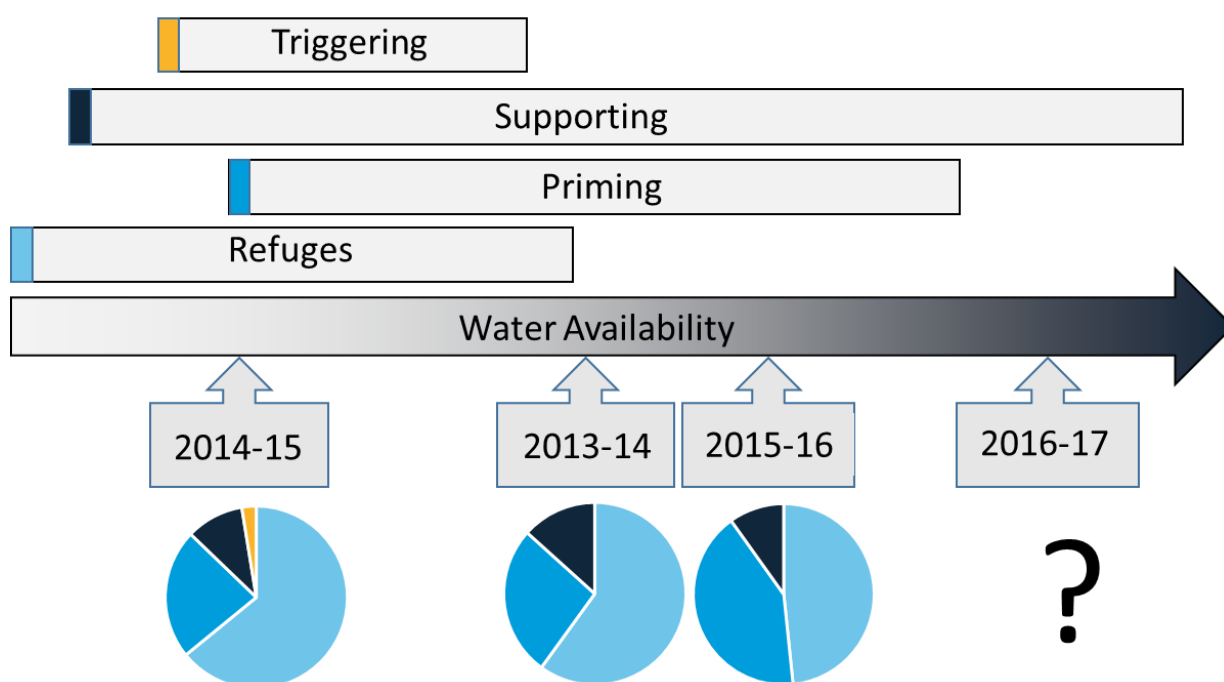 Triggering
Supporting
Priming
Refuges
Water Availability
2014-15
2013-14
2015-16
2016-17
?